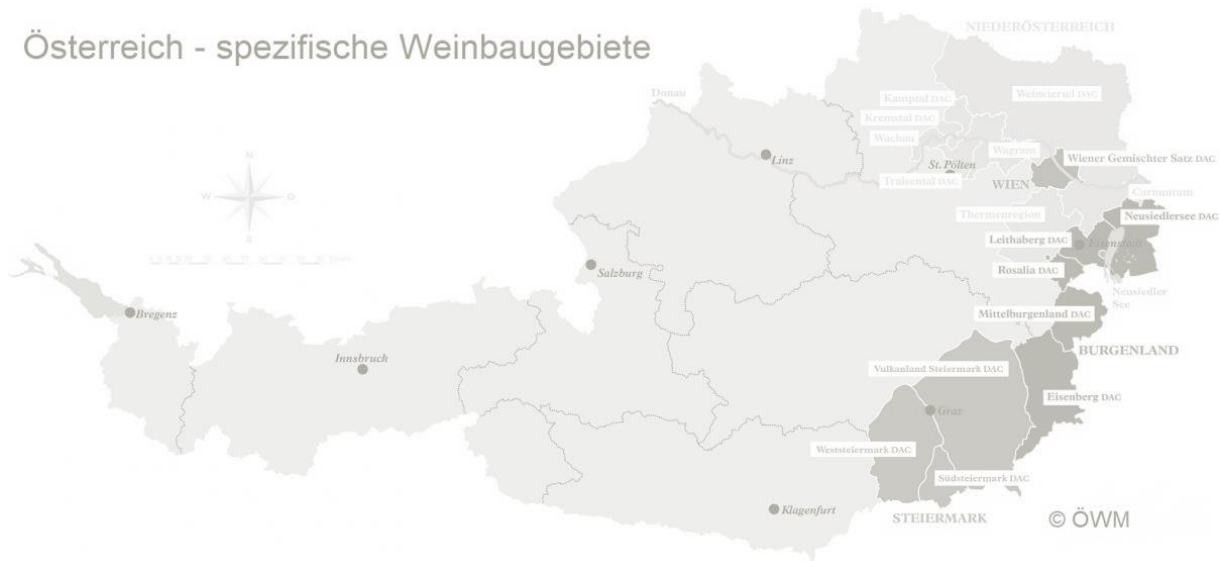 Österreich - spezifische Weinbaugebiete
NIEDERÖSTERREICH
Donau
Kamptal DAC
Weinviertel DAC
Kremstal DAC
Wachau
Wagram
Linz
St. Pölten
Wiener Gemischter Satz DAC
Traisental DAC
WIEN
Carnuntum
Thermenregion
Neusiedlersee DAC
Leithaberg DAC
Eisenstadt
Rosalia DAC
Neusiedler
See
N
W
O
S
Salzburg
Bregenz
Mittelburgenland DAC
Innsbruck
BURGENLAND
Vulkanland Steiermark DAC
Eisenberg DAC
Graz
Weststeiermark DAC
Südsteiermark DAC
Klagenfurt
STEIERMARK
© ÖWM